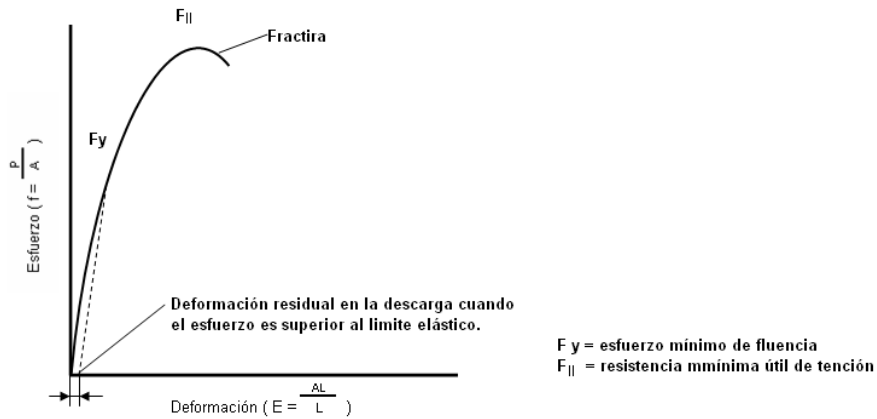 F||
Fractira
Fy
Esfuerzo ( f = P / A )
Deformación residual en la descarga cuando
el esfuerzo es superior al limite elástico.
F y = esfuerzo mínimo de fluencia
F|| = resistencia mmínima útil de tención
Deformación ( E = AL / L )